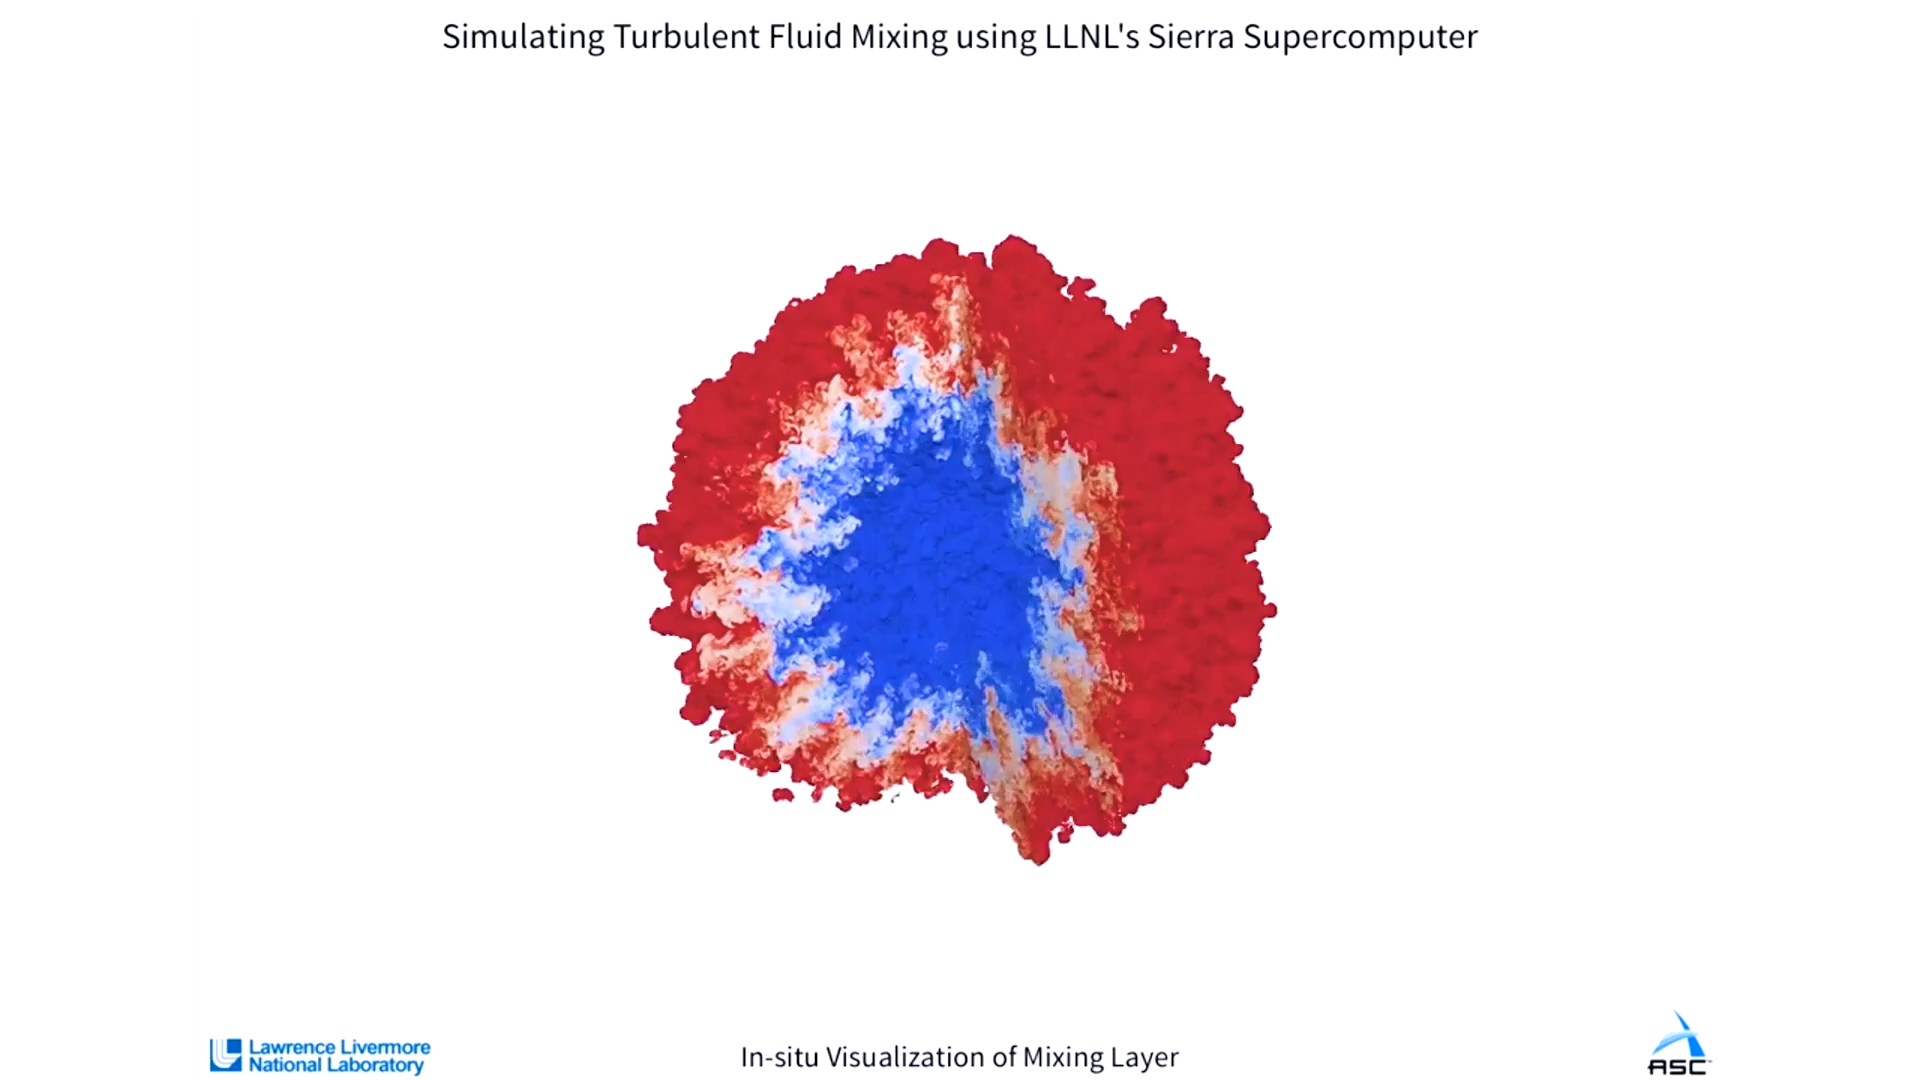 Simulating Turbulent Fluid Mixing using LLNL's Sierra Supercomputer
Lawrence Livermore
National Laboratory
In-situ Visualization of Mixing Layer
ASC